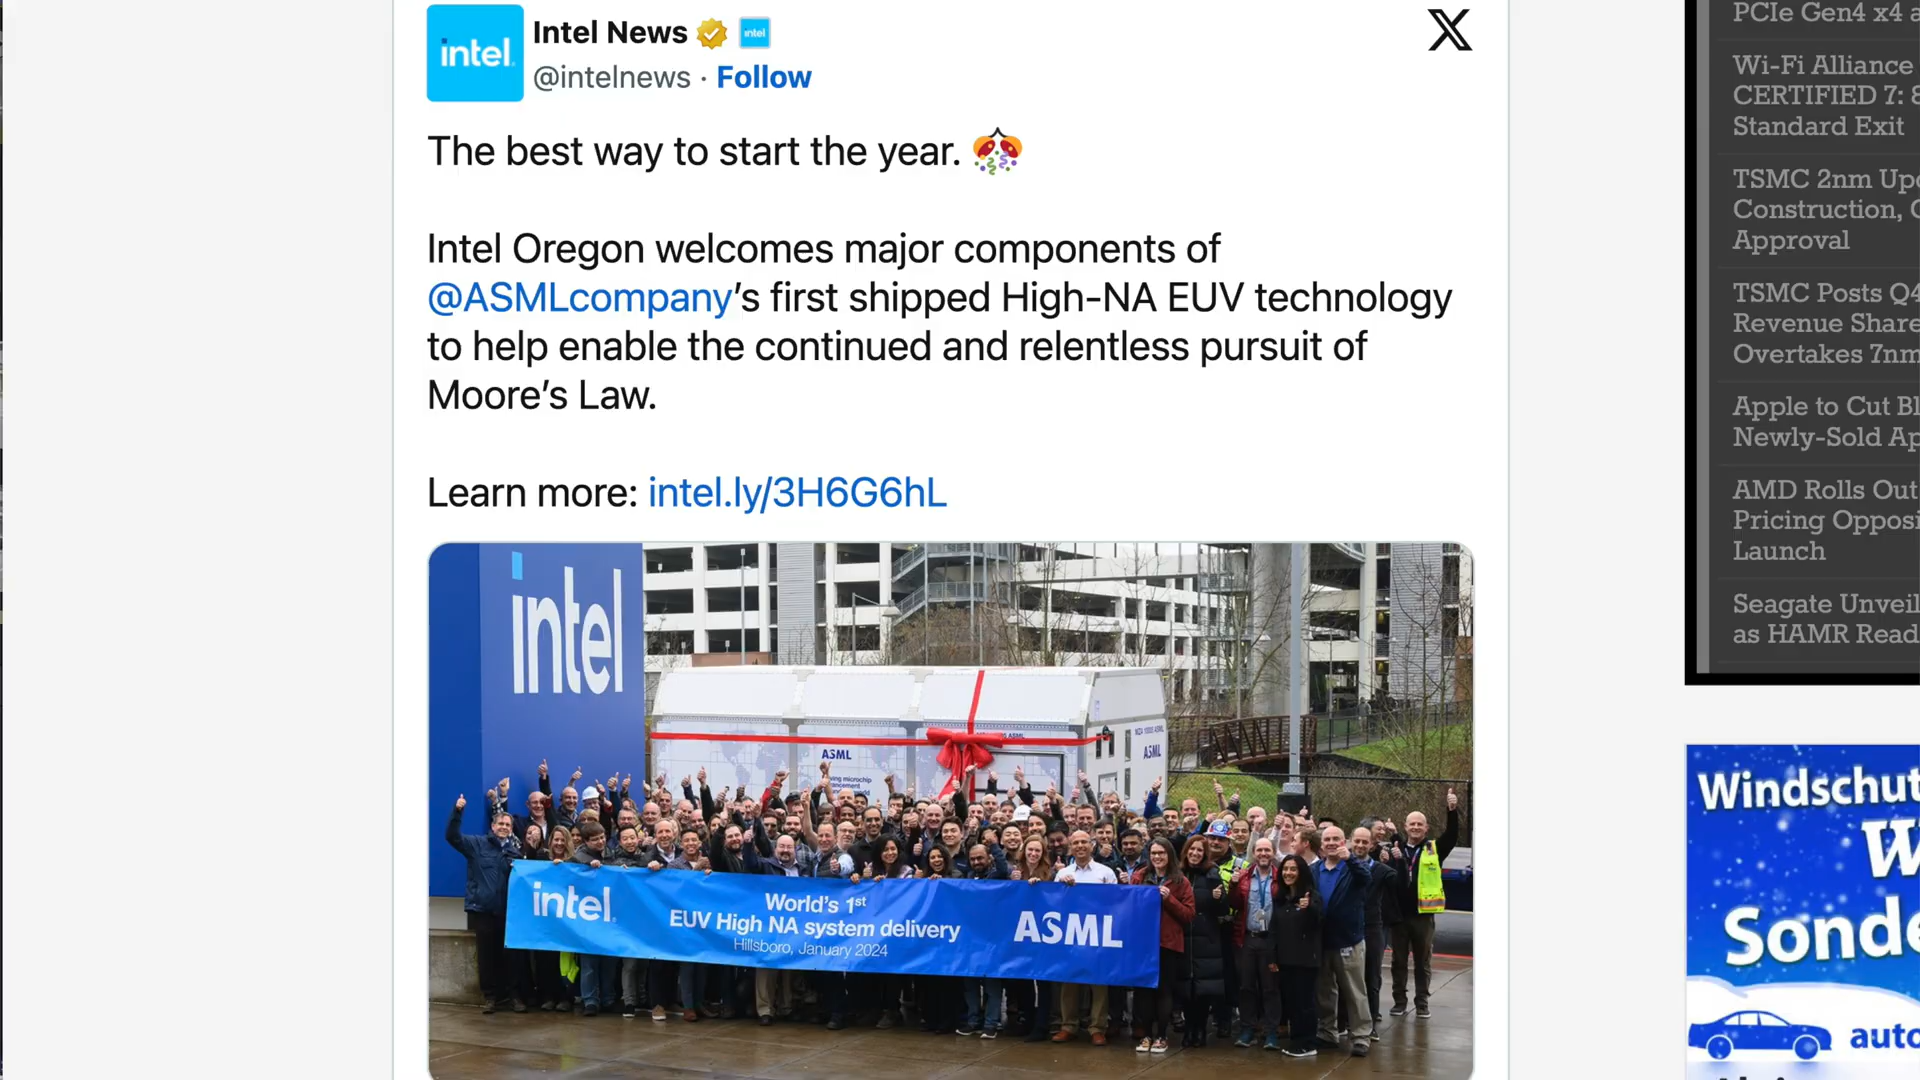 intel.
Intel News
intel
@intelnews · Follow
The best way to start the year.
Intel Oregon welcomes major components of
@ASMLcompany’s first shipped High-NA EUV technology
to help enable the continued and relentless pursuit of
Moore’s Law.
Learn more: intel.ly/3H6G6hL
intel
ASML
ASML
ASML
intel.
World's 1st
EUV High NA system delivery
Hillsboro, January 2024
ASML
PCIe Gen4 x4
Wi-Fi Alliance
CERTIFIED 7:
Standard Exit
TSMC 2nm
Construction,
Approval
TSMC Posts Q4
Revenue Share
Overtakes 7nm
Apple to Cut
Newly-Sold
AMD Rolls Out
Pricing
Launch
Seagate
as HAMR
Windschut
W
Sonde
auto